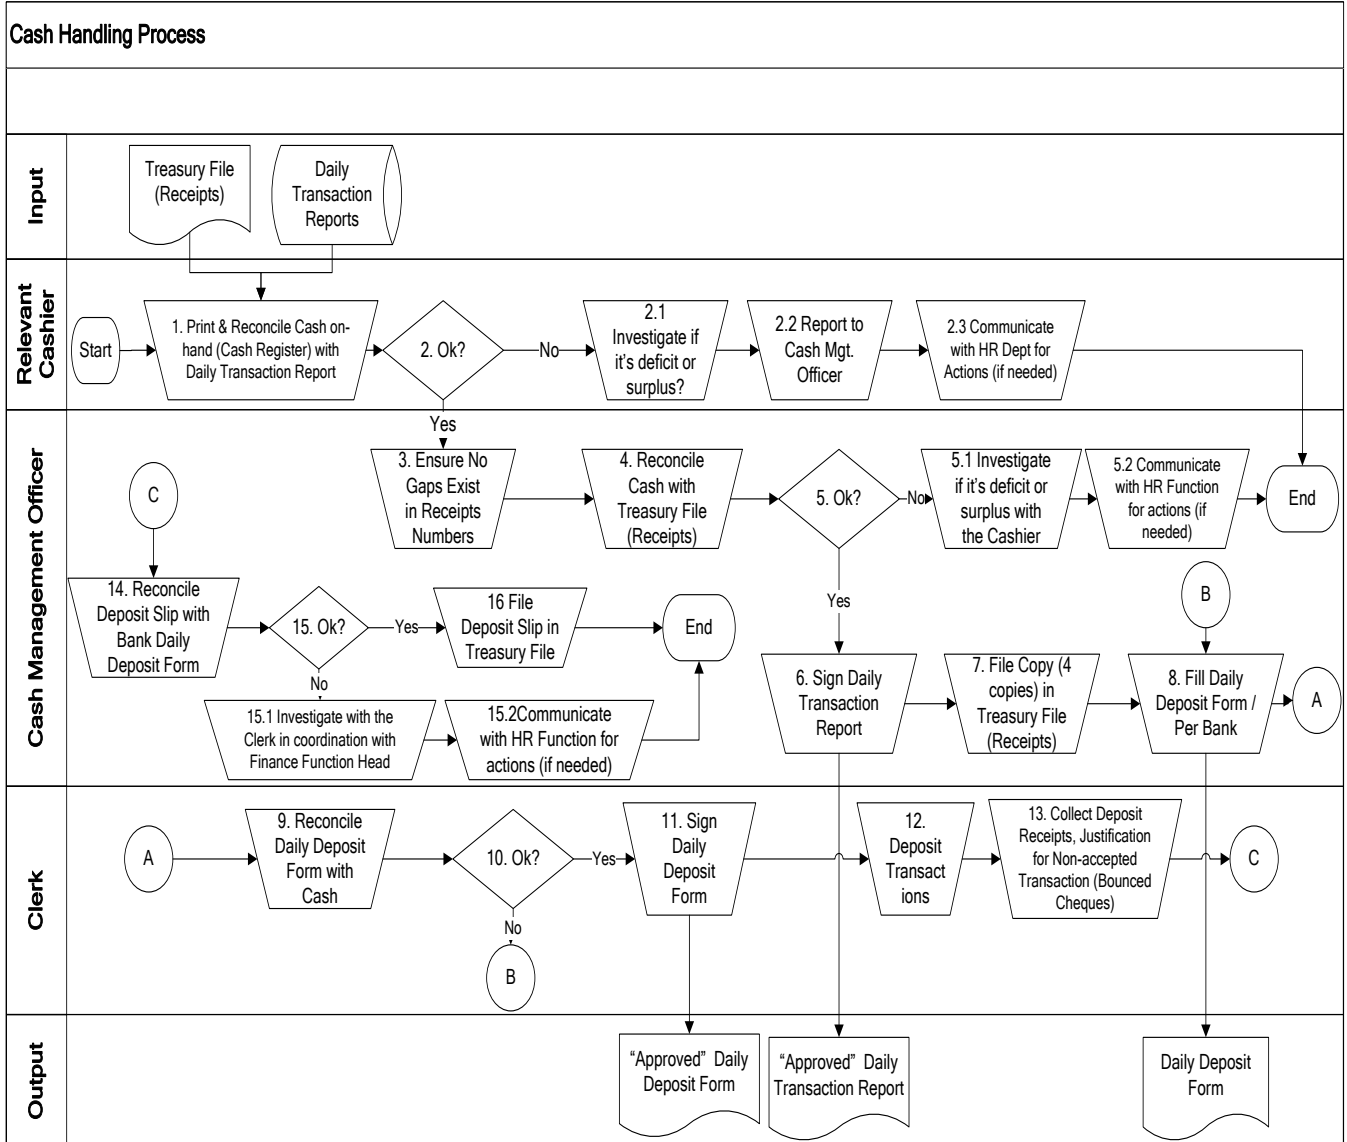 Cash Handling Process
Input
Treasury File
(Receipts)
Daily
Transaction
Reports
Relevant
Cashier
Start
1. Print & Reconcile Cash on-
hand (Cash Register) with
Daily Transaction Report
2. Ok?
No
2.1
Investigate if
it's deficit or
surplus?
2.2 Report to
Cash Mgt.
Officer
2.3 Communicate
with HR Dept for
Actions (if needed)
Yes
Cash Management Officer
C
3. Ensure No
Gaps Exist
in Receipts
Numbers
4. Reconcile
Cash with
Treasury File
(Receipts)
5. Ok?
No
5.1 Investigate
if it's deficit or
surplus with
the Cashier
5.2 Communicate
with HR Function
for actions (if
needed)
End
14. Reconcile
Deposit Slip with
Bank Daily
Deposit Form
15. Ok?
Yes
16 File
Deposit Slip in
Treasury File
End
Yes
B
No
15.1 Investigate with the
Clerk in coordination with
Finance Function Head
15.2Communicate
with HR Function for
actions (if needed)
6. Sign Daily
Transaction
Report
7. File Copy (4
copies) in
Treasury File
(Receipts)
8. Fill Daily
Deposit Form /
Per Bank
A
Clerk
A
9. Reconcile
Daily Deposit
Form with
Cash
10. Ok?
Yes
No
B
11. Sign
Daily
Deposit
Form
12.
Deposit
Transact
ions
13. Collect Deposit
Receipts, Justification
for Non-accepted
Transaction (Bounced
Cheques)
C
Output
“Approved” Daily
Deposit Form
“Approved” Daily
Transaction Report
Daily Deposit
Form